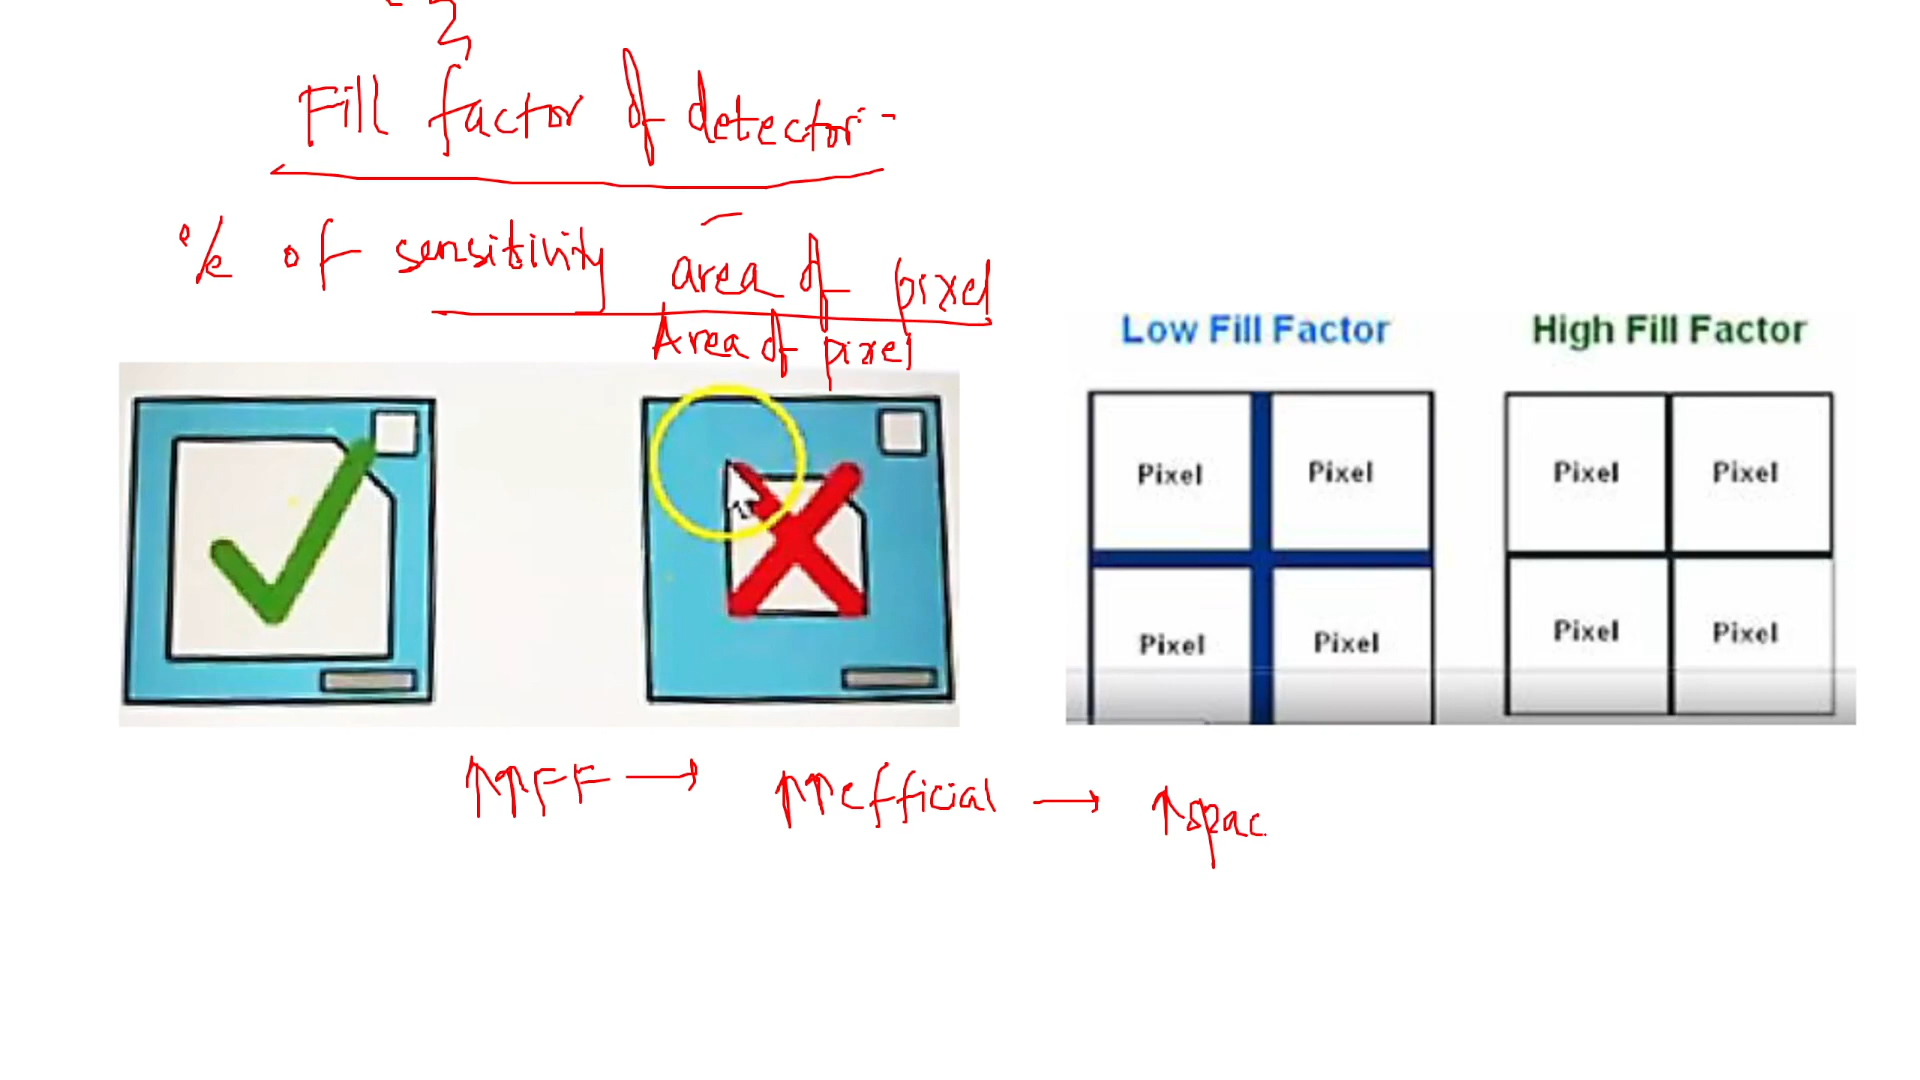 Fill factor of detector:-
% of sensitivity area of pixel
Area of pixel
Low Fill Factor
High Fill Factor
Pixel Pixel
Pixel Pixel
Pixel Pixel
Pixel Pixel
↑↑FF → ↑↑efficial → ↑spac